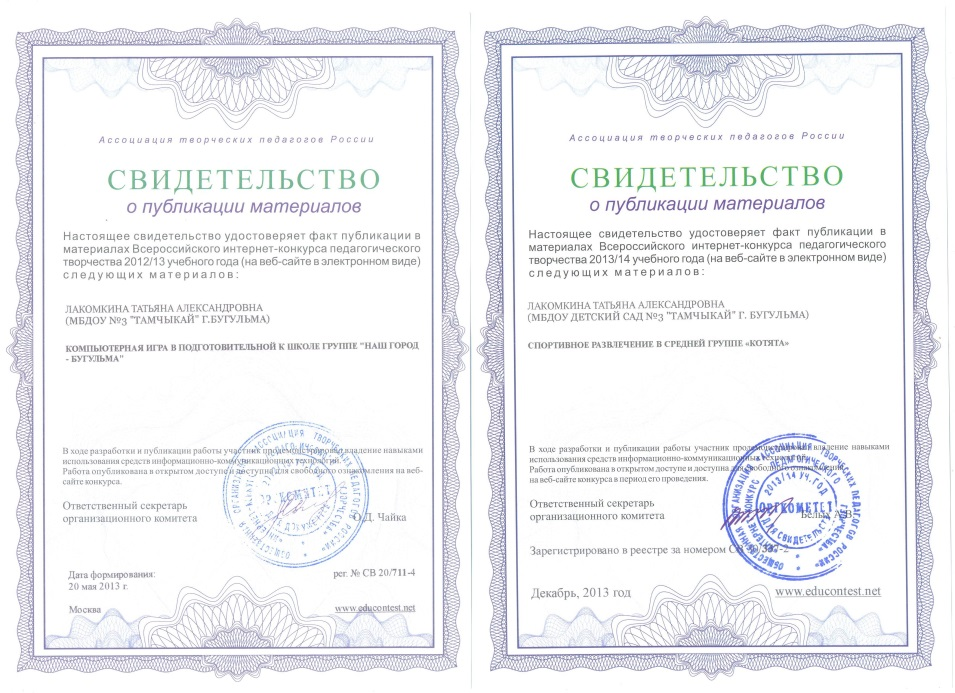 Ассоциация творческих педагогов России
СВИДЕТЕЛЬСТВО
о публикации материалов
Настоящее свидетельство удостоверяет факт публикации в
материалах Всероссийского интернет-конкурса педагогического
творчества 2012/13 учебного года (на веб-сайте в электронном виде)
следующих материалов:
ЛАКОМКИНА ТАТЬЯНА АЛЕКСАНДРОВНА
(МБДОУ №3 "ТАМЧЫКАЙ" Г.БУГУЛЬМА)
КОМПЬЮТЕРНАЯ ИГРА В ПОДГОТОВИТЕЛЬНОЙ К ШКОЛЕ ГРУППЕ "НАШ ГОРОД
- БУГУЛЬМА"
В ходе разработки и публикации работы участник продемонстрировал владение навыками
использования средств информационно-коммуникационных технологий.
Работа опубликована в открытом доступе и доступна для свободного ознакомления на веб-
сайте конкурса.
Ответственный секретарь
организационного комитета
О.Д. Чайка
Дата формирования:
20 мая 2013 г.
рег. № СВ 20/711-4
Москва
www.educontest.net
Ассоциация творческих педагогов России
СВИДЕТЕЛЬСТВО
о публикации материалов
Настоящее свидетельство удостоверяет факт публикации в
материалах Всероссийского интернет-конкурса педагогического
творчества 2013/14 учебного года (на веб-сайте в электронном виде)
следующих материалов:
ЛАКОМКИНА ТАТЬЯНА АЛЕКСАНДРОВНА
(МБДОУ ДЕТСКИЙ САД №3 "ТАМЧЫКАЙ" Г. БУГУЛЬМА)
СПОРТИВНОЕ РАЗВЛЕЧЕНИЕ В СРЕДНЕЙ ГРУППЕ «КОТЯТА»
В ходе разработки и публикации работы участник продемонстрировал владение навыками
использования средств информационно-коммуникационных технологий.
Работа опубликована в открытом доступе и доступна для свободного ознакомления
на веб-сайте конкурса в период его проведения.
Ответственный секретарь
организационного комитета
ОРГКОМИТЕТ
2013/14 УЧ.ГОД
ДЛЯ СВИДЕТЕЛЬСТВ
Зарегистрировано в реестре за номером
Декабрь, 2013 год
www.educontest.net